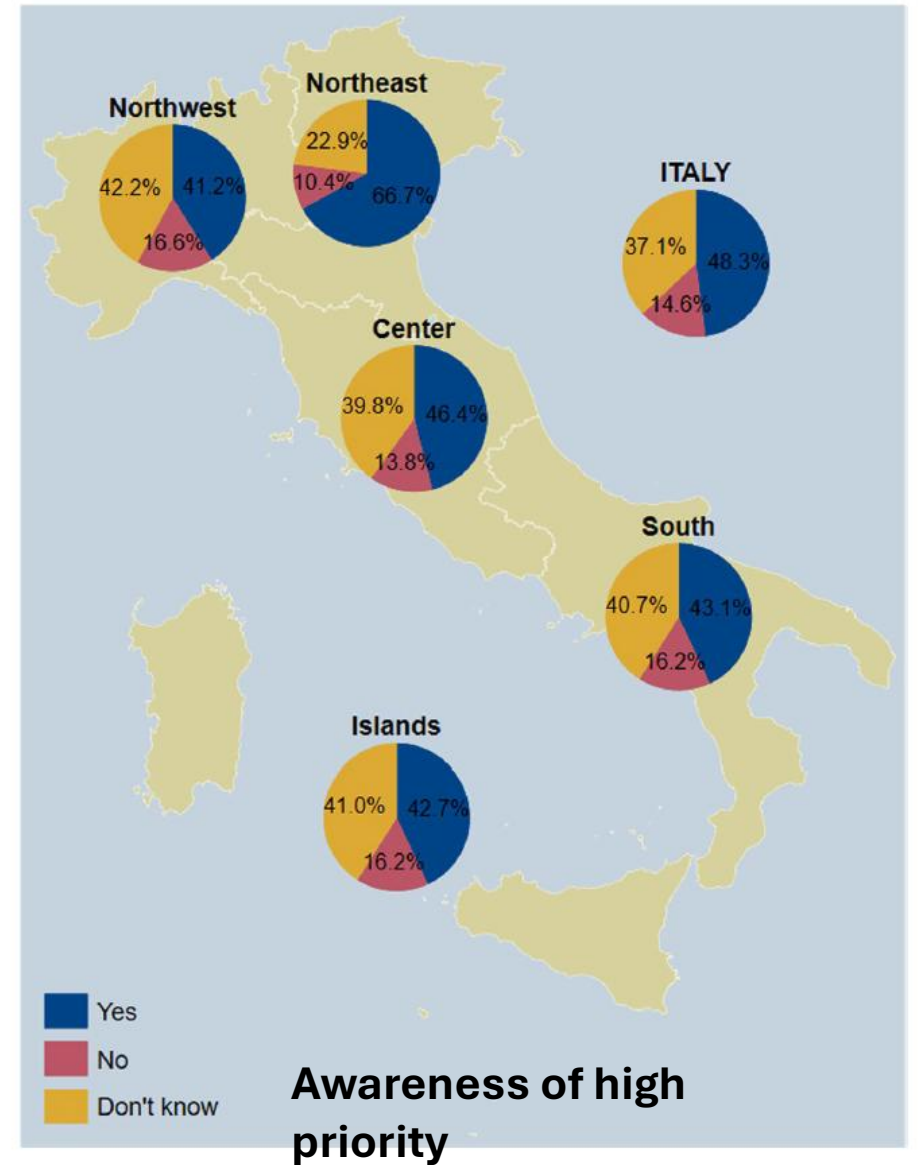 Northeast
22.9%
10.4%
66.7%
Northwest
42.2%
41.2%
16.6%
ITALY
37.1%
48.3%
14.6%
Center
39.8%
46.4%
13.8%
South
40.7%
43.1%
16.2%
Islands
41.0%
42.7%
16.2%
Yes
No
Don't know
Awareness of high
priority